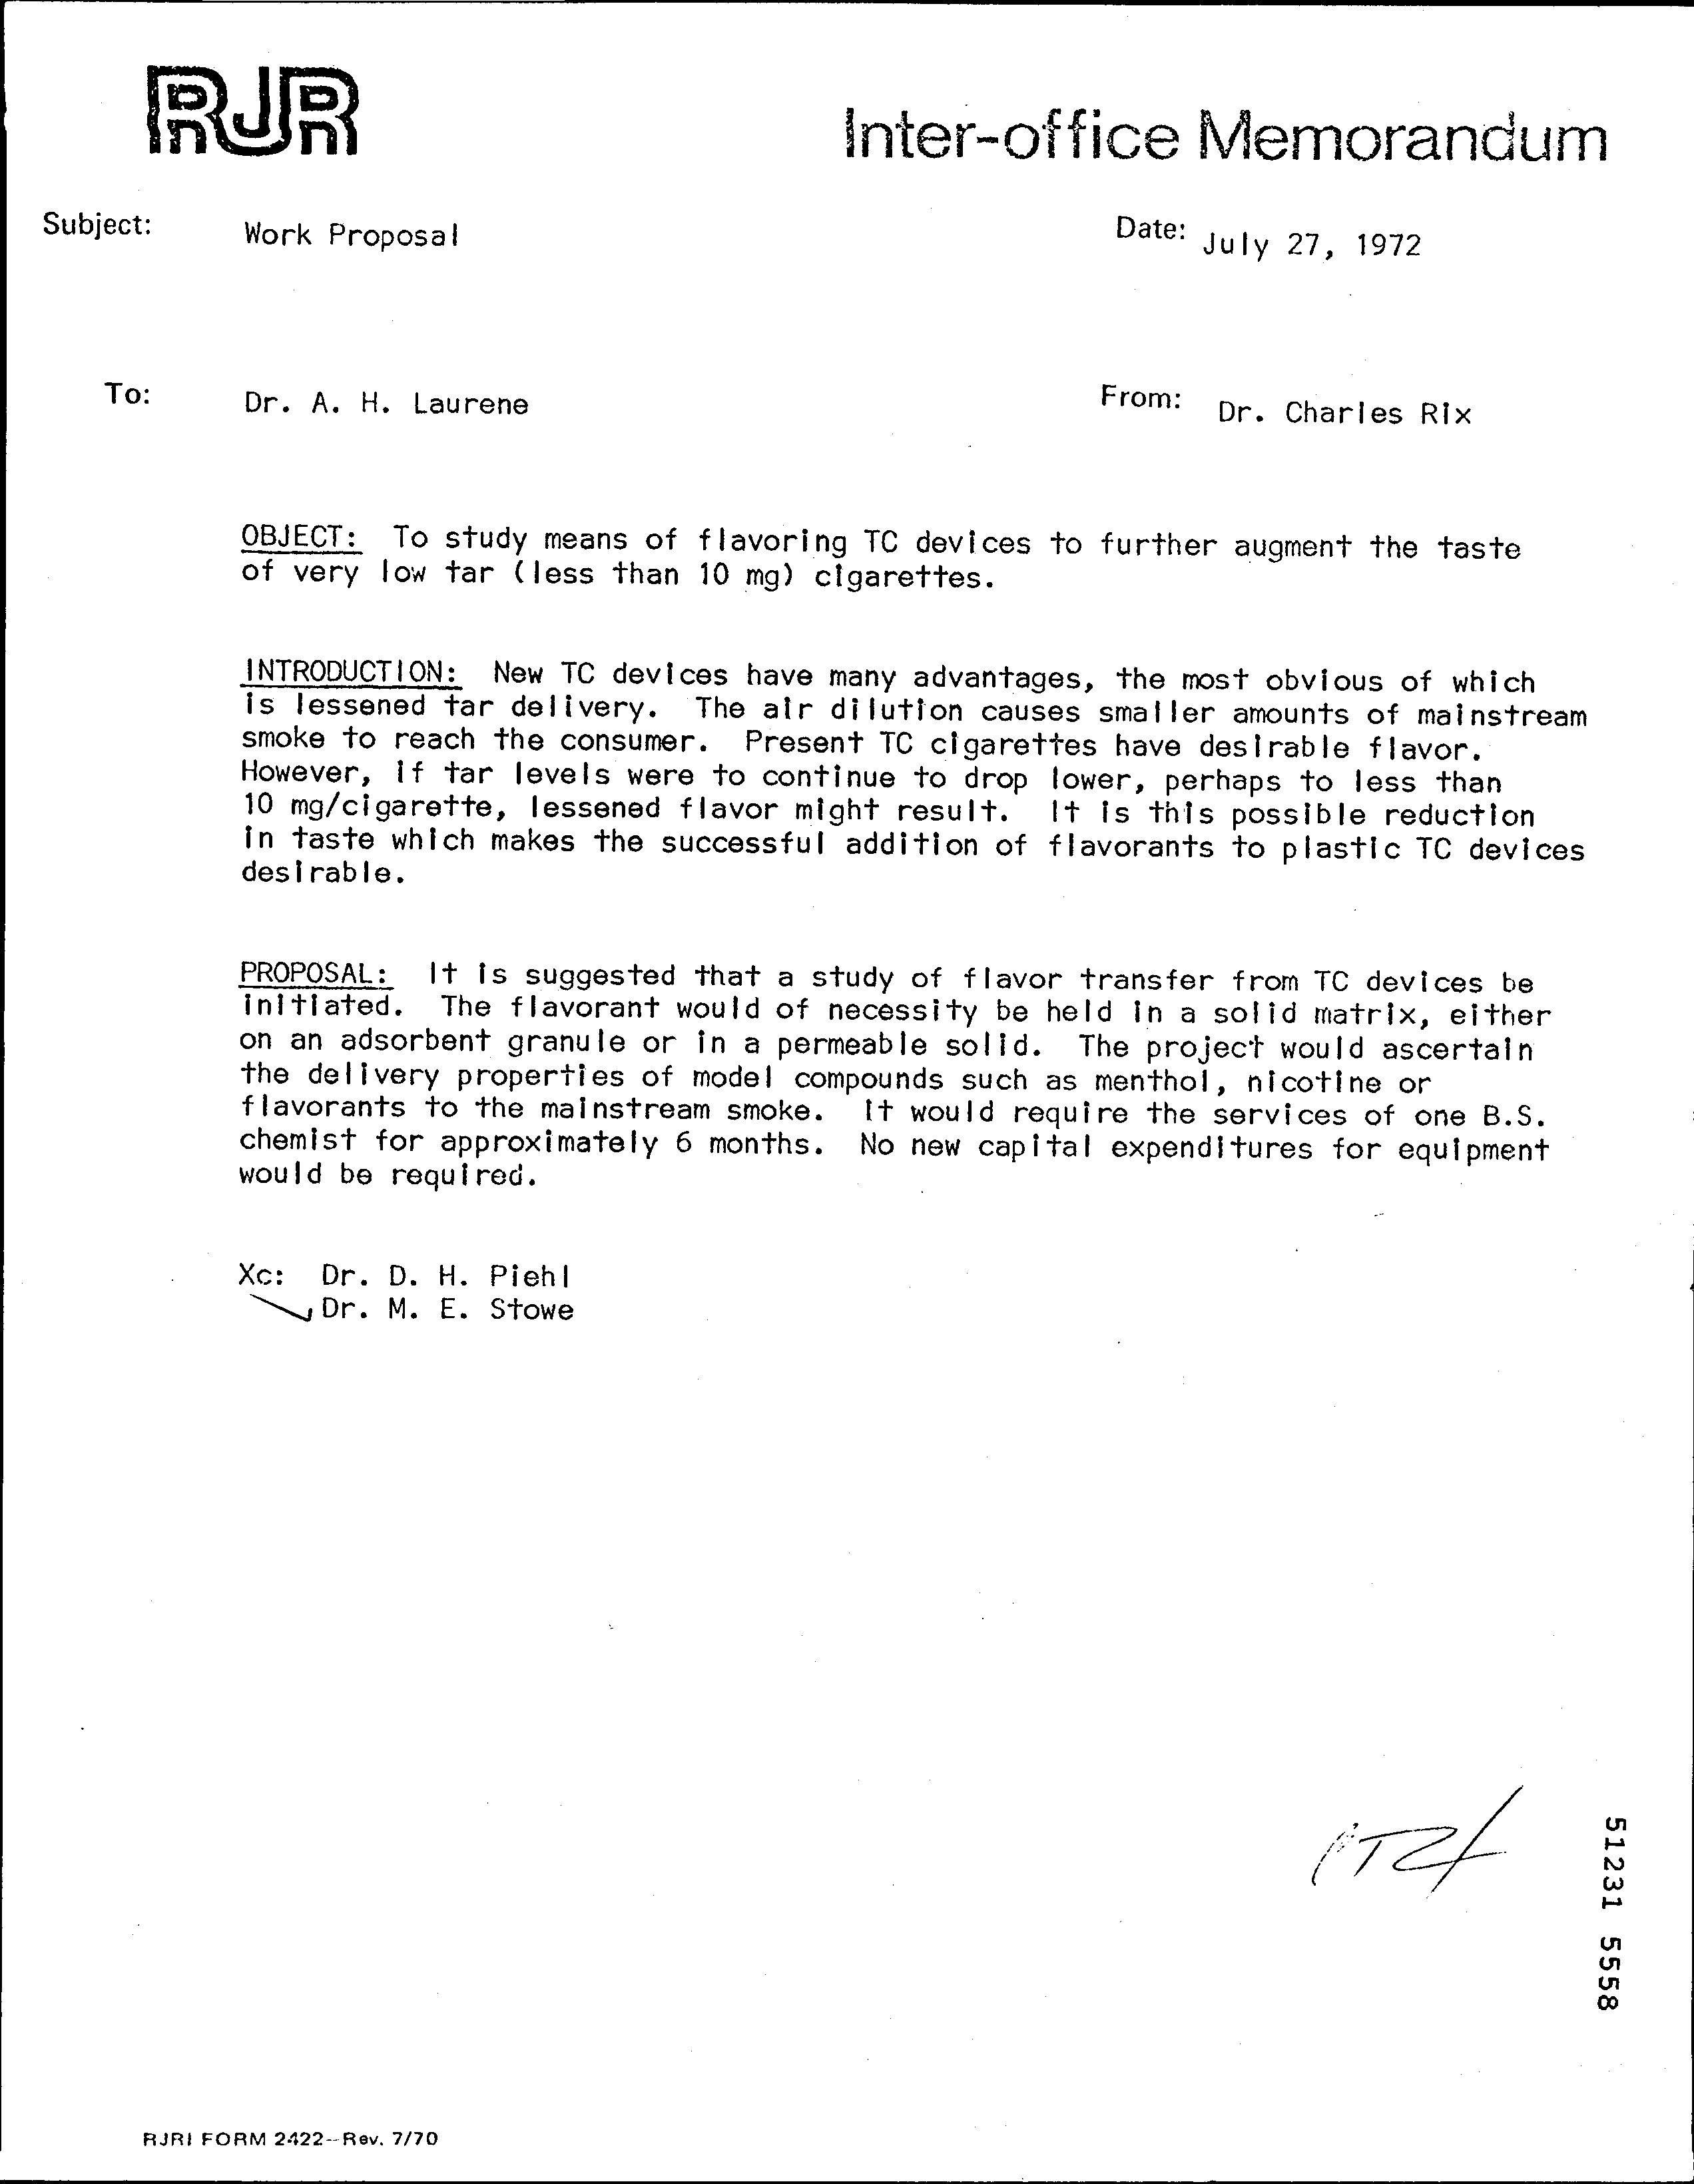 RJR
Inter-office Memorandum
Subject: Work Proposal
Date: July 27, 1972
To: Dr. A. H. Laurene
From: Dr. Charles Rix
OBJECT: To study means of flavoring TC devices to further augment the taste
of very low tar (less than 10 mg) cigarettes.
INTRODUCTION: New TC devices have many advantages, the most obvious of which
is lessened tar delivery. The air dilution causes smaller amounts of mainstream
smoke to reach the consumer. Present TC cigarettes have desirable flavor.
However, if tar levels were to continue to drop lower, perhaps to less than
10 mg/cigarette, lessened flavor might result. It is this possible reduction
in taste which makes the successful addition of flavorants to plastic TC devices
desirable.
PROPOSAL: It is suggested that a study of flavor transfer from TC devices be
initiated. The flavorant would of necessity be held in a solid matrix, either
on an adsorbent granule or in a permeable solid. The project would ascertain
the delivery properties of model compounds such as menthol, nicotine or
flavorants to the mainstream smoke. It would require the services of one B.S.
chemist for approximately 6 months. No new capital expenditures for equipment
would be required.
Xc: Dr. D. H. Piehl
Dr. M. E. Stowe
51231 5558
RJRI FORM 2422--Rev. 7/70